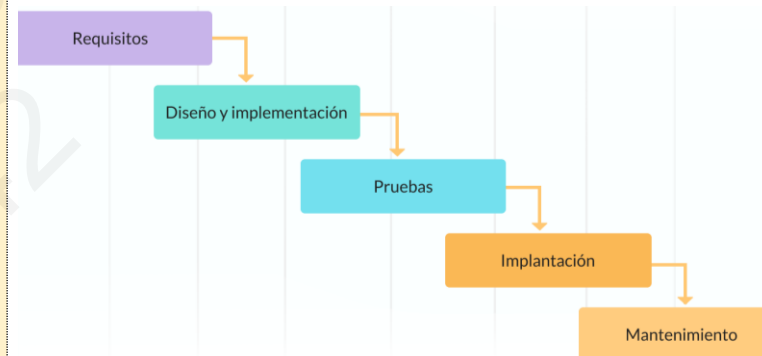 Requisitos
Diseño y implementación
Pruebas
Implantación
Mantenimiento